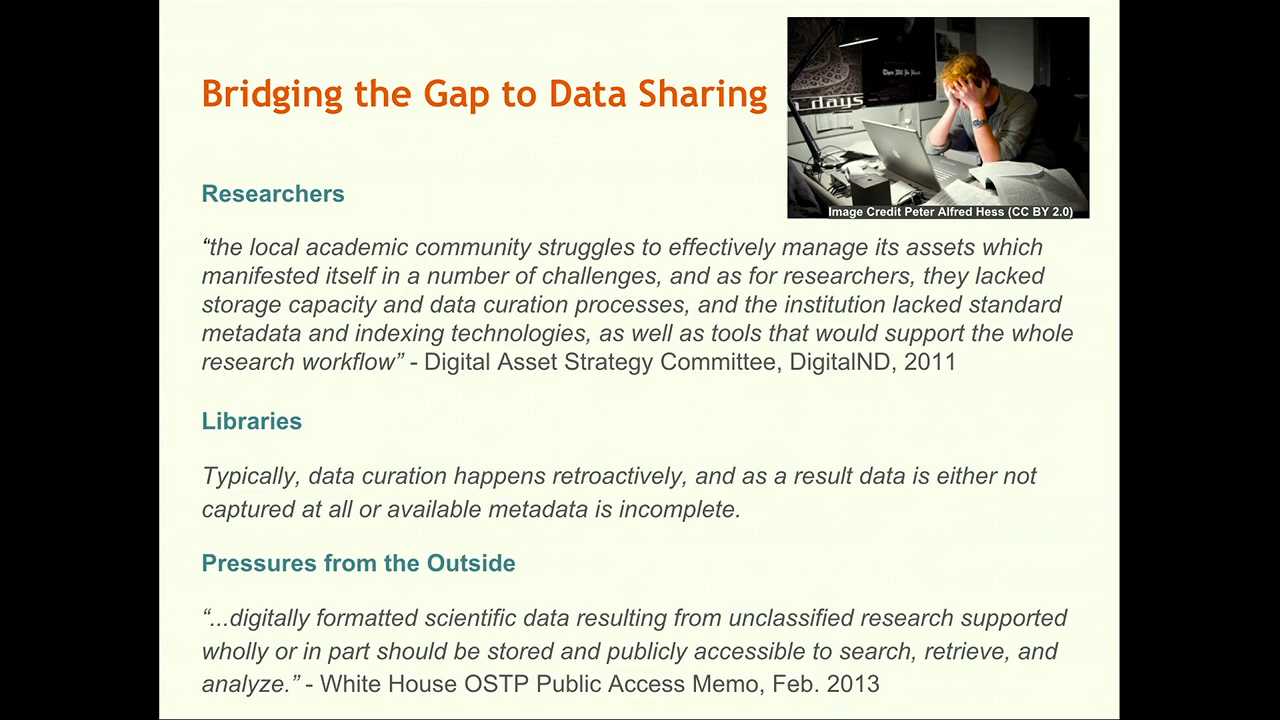 Bridging the Gap to Data Sharing
There Will Be Blood
days
Image Credit Peter Alfred Hess (CC BY 2.0)
Researchers
“the local academic community struggles to effectively manage its assets which
manifested itself in a number of challenges, and as for researchers, they lacked
storage capacity and data curation processes, and the institution lacked standard
metadata and indexing technologies, as well as tools that would support the whole
research workflow” - Digital Asset Strategy Committee, DigitalND, 2011
Libraries
Typically, data curation happens retroactively, and as a result data is either not
captured at all or available metadata is incomplete.
Pressures from the Outside
“...digitally formatted scientific data resulting from unclassified research supported
wholly or in part should be stored and publicly accessible to search, retrieve, and
analyze.” - White House OSTP Public Access Memo, Feb. 2013